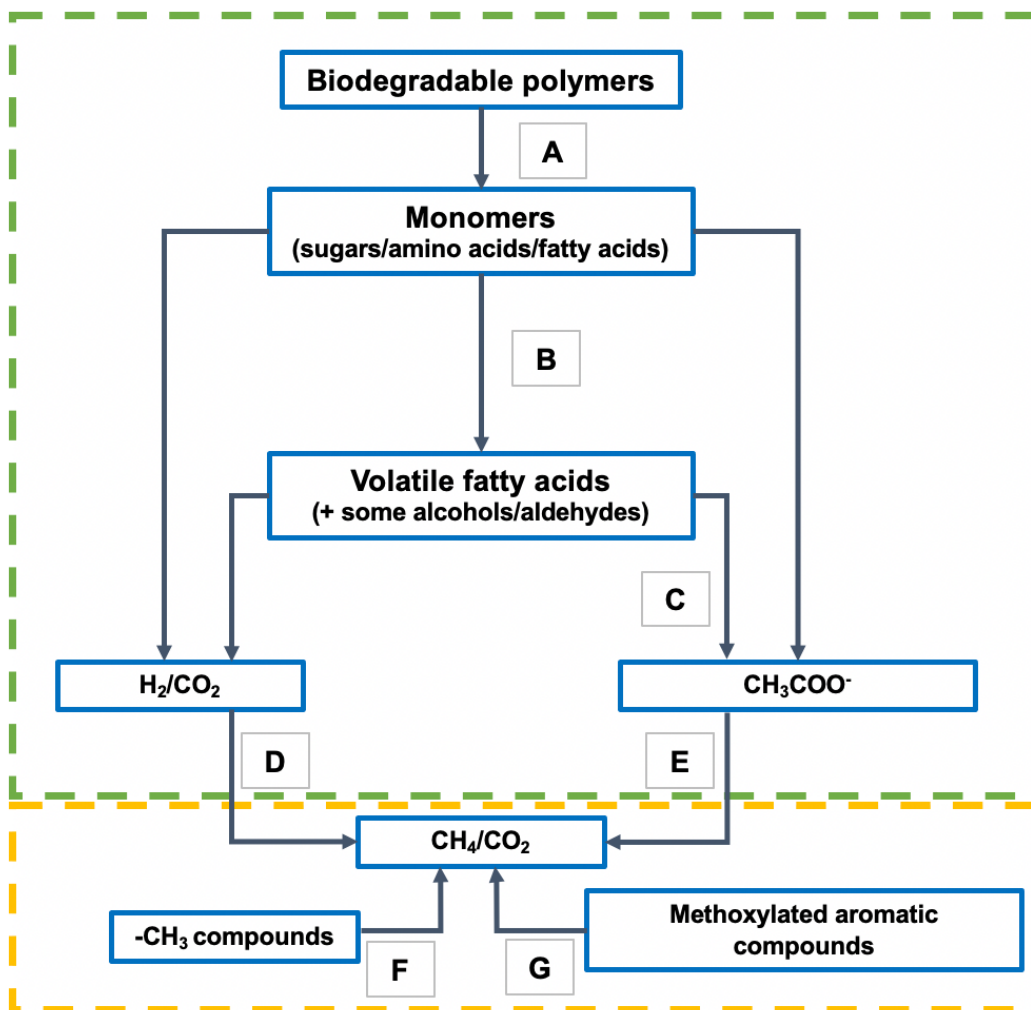 Biodegradable polymers
A
Monomers
(sugars/amino acids/fatty acids)
B
Volatile fatty acids
(+ some alcohols/aldehydes)
C
H₂/CO₂
CH₃COO⁻
D
E
CH₄/CO₂
-CH₃ compounds
Methoxylated aromatic
compounds
F
G